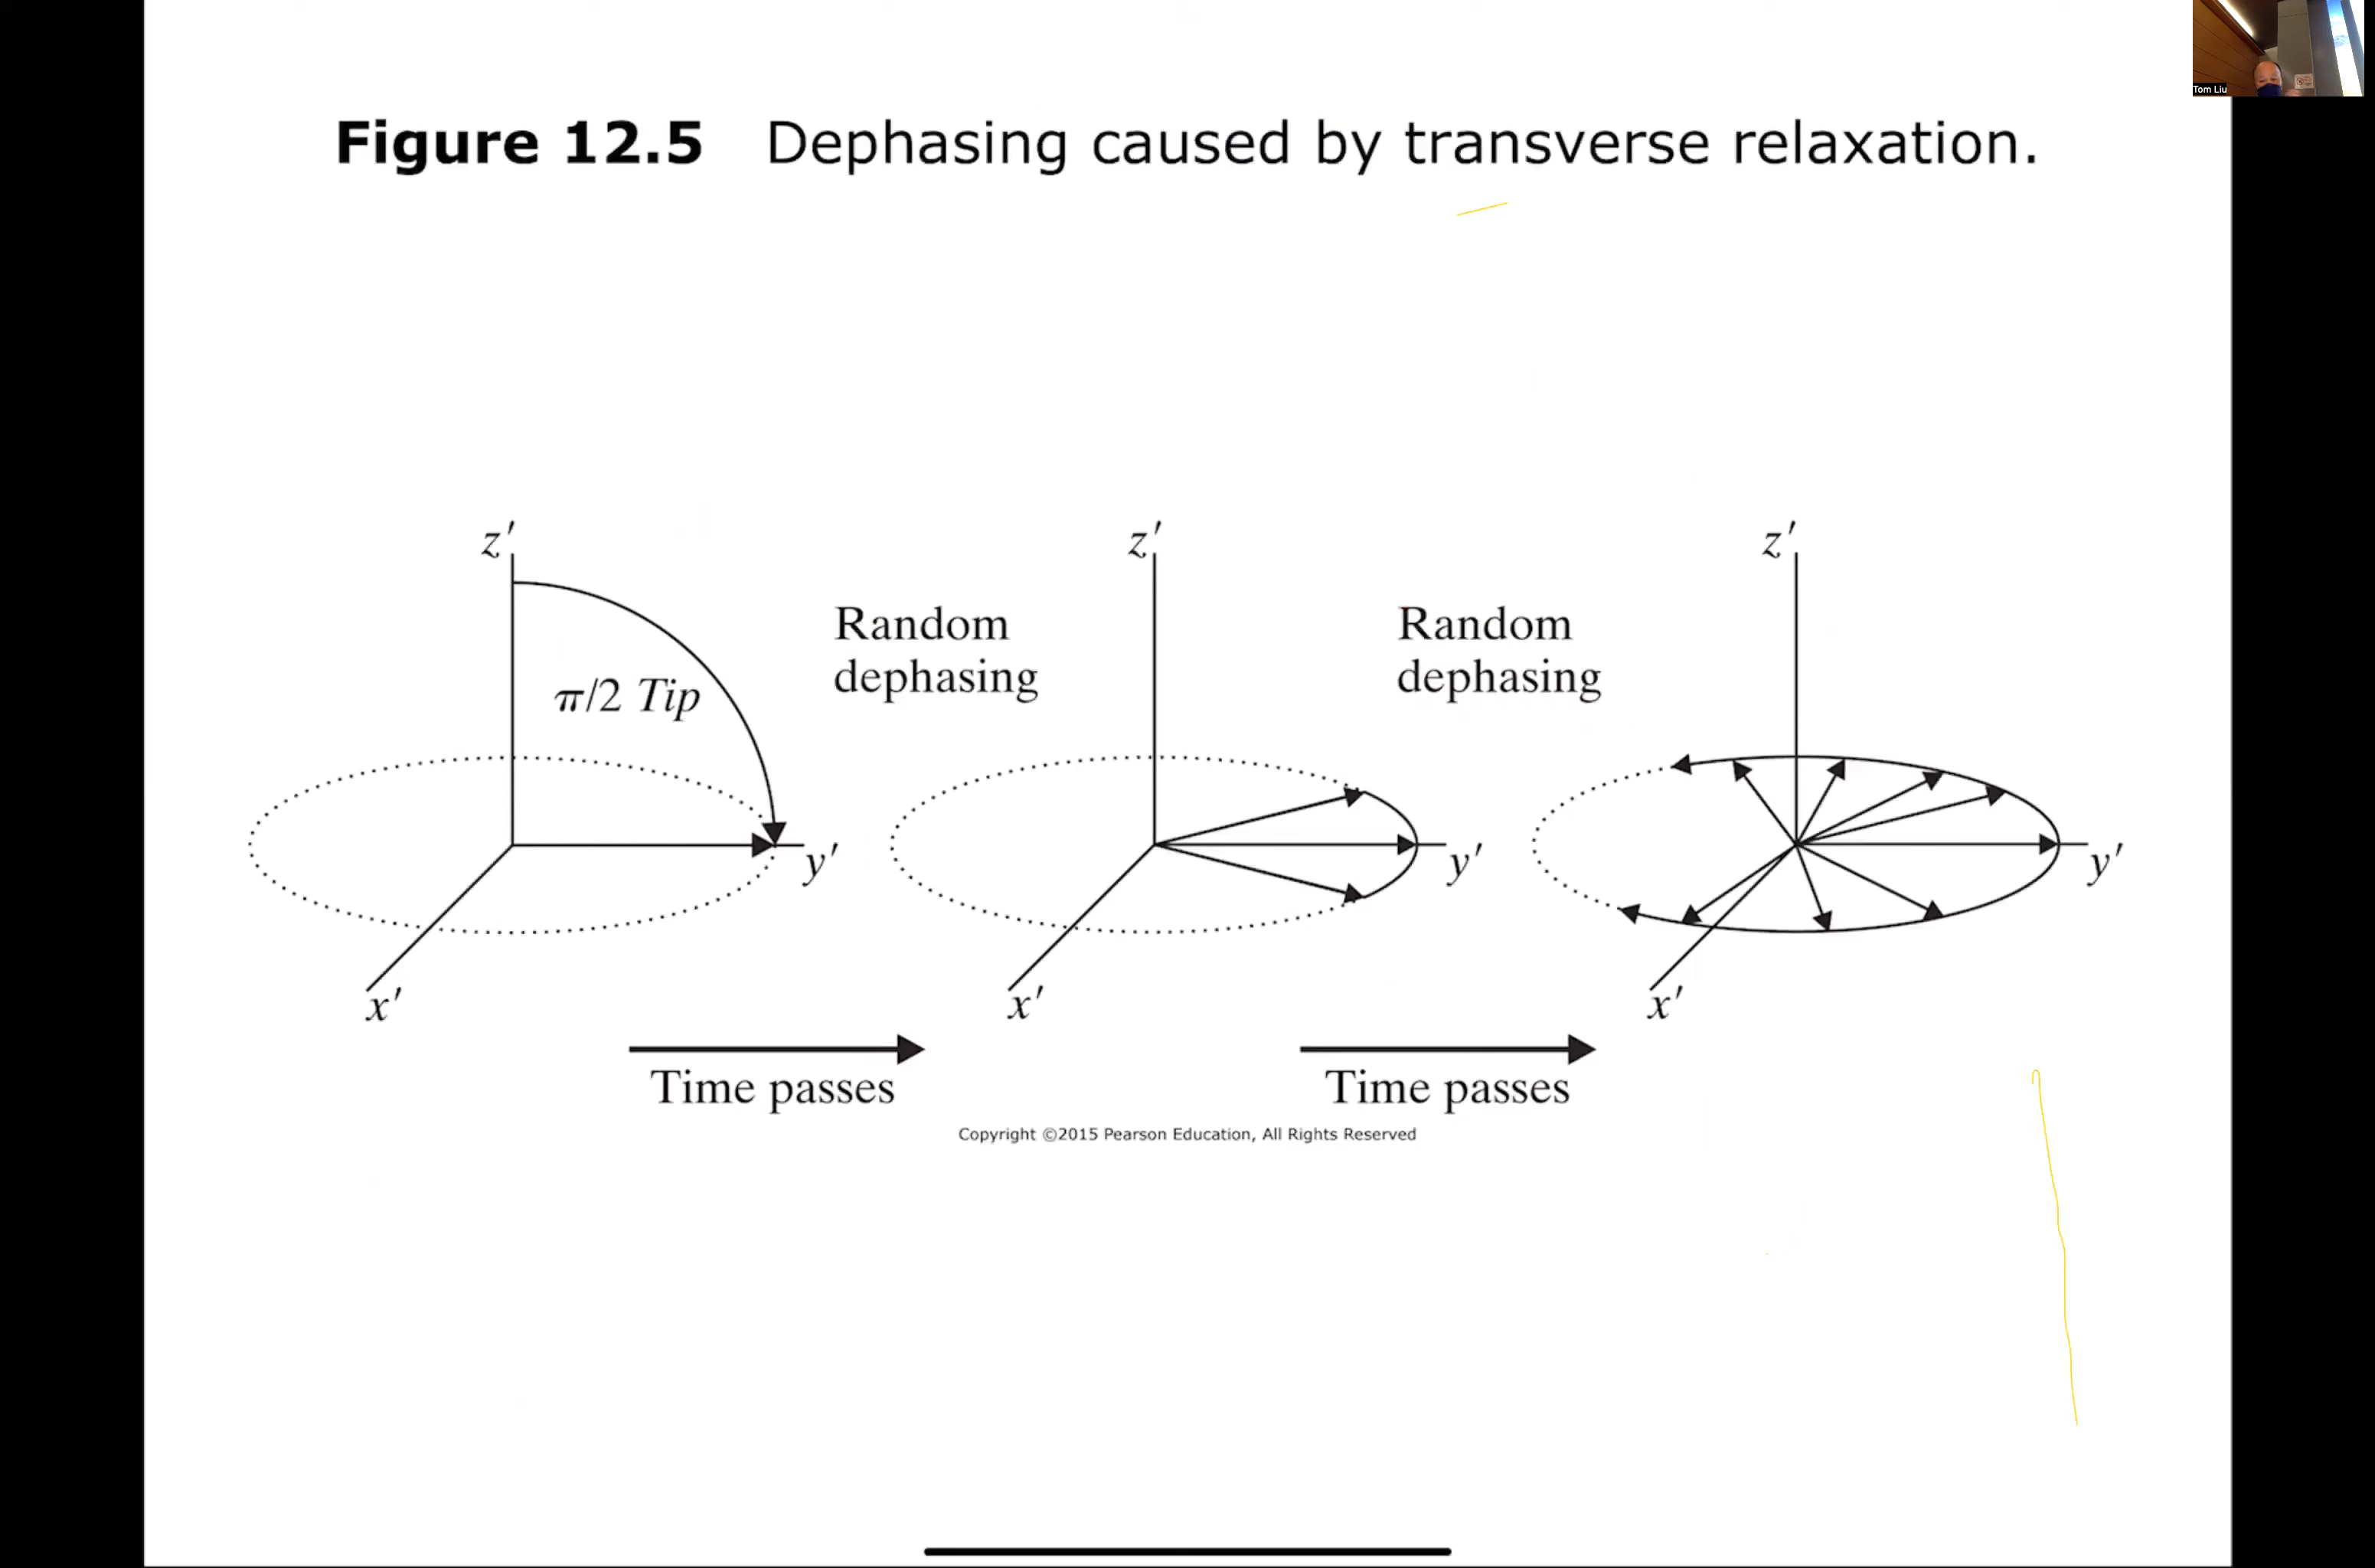 Tom Liu
Figure 12.5 Dephasing caused by transverse relaxation.
z′ z′ z′
Random Random
dephasing dephasing
π/2 Tip
y′ y′ y′
x′ x′ x′
Time passes Time passes
Copyright ©2015 Pearson Education, All Rights Reserved